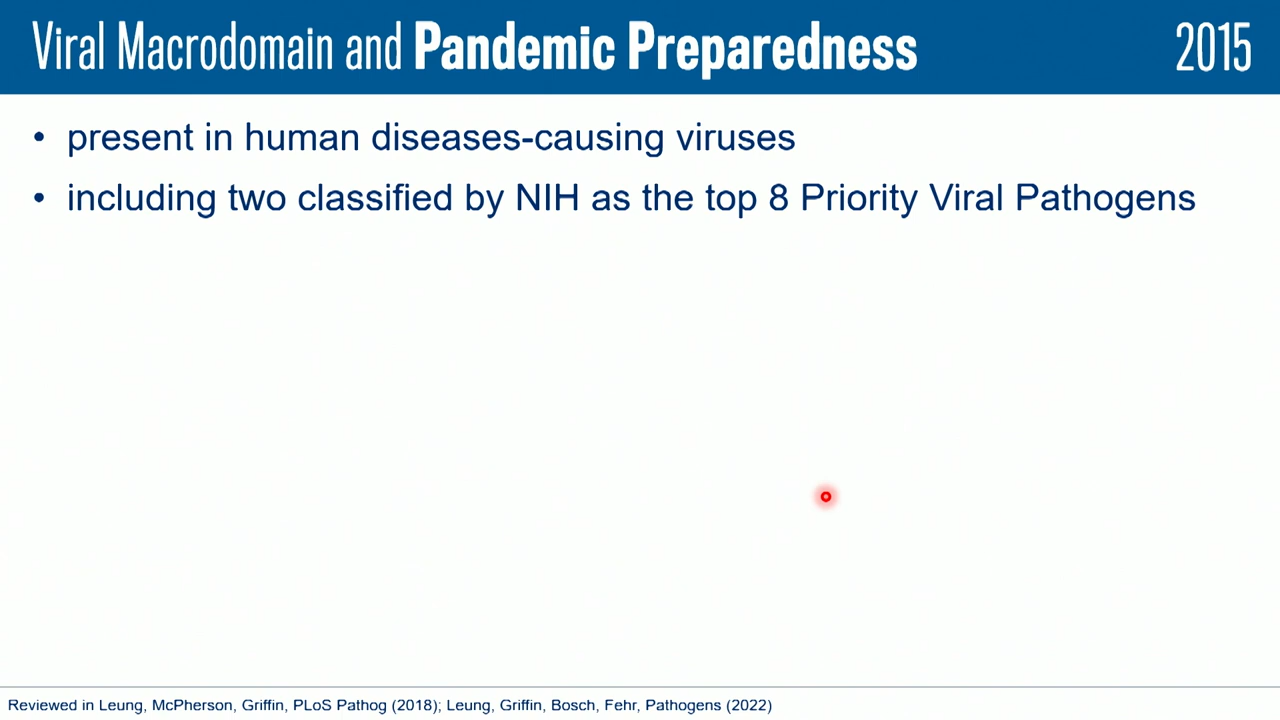 Viral Macrodomain and Pandemic Preparedness 2015
• present in human diseases-causing viruses
• including two classified by NIH as the top 8 Priority Viral Pathogens
Reviewed in Leung, McPherson, Griffin, PLoS Pathog (2018); Leung, Griffin, Bosch, Fehr, Pathogens (2022)